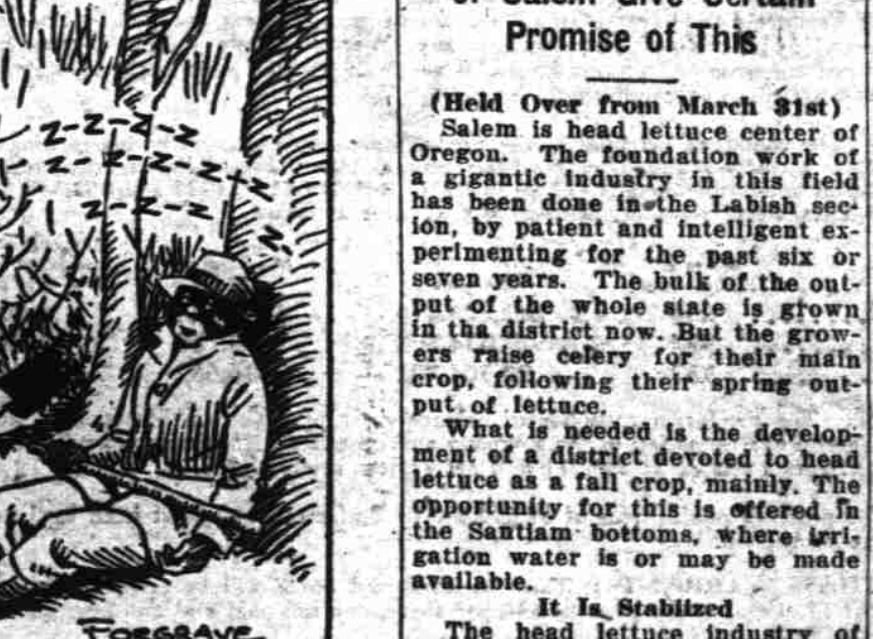 z-z-z-z
z-z-z-z-z
z-z-z
z-
FORGRAVE
of Salem Give Certain
Promise of This
(Held Over from March 31st)
Salem is head lettuce center of
Oregon. The foundation work of
a gigantic industry in this field
has been done in the Labish sec-
ion, by patient and intelligent ex-
perimenting for the past six or
seven years. The bulk of the out-
put of the whole state is grown
in tha district now. But the grow-
ers raise celery for their main
crop, following their spring out-
put of lettuce.
What is needed is the develop-
ment of a district devoted to head
lettuce as a fall crop, mainly. The
opportunity for this is offered in
the Santiam bottoms, where irri-
gation water is or may be made
available.
It Is Stabilzed
The head lettuce industry of